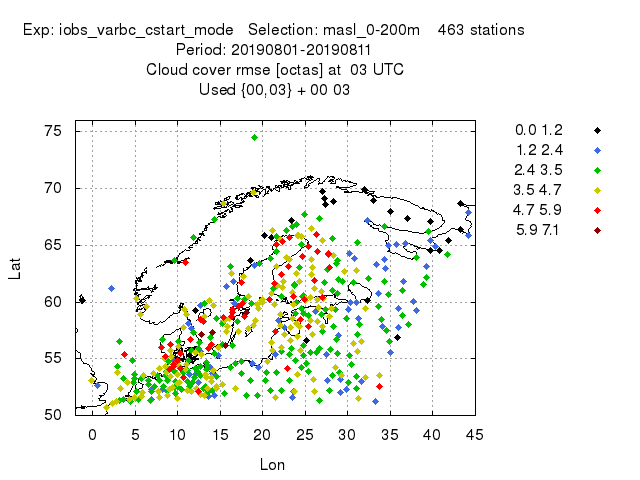 Exp: iobs_varbc_cstart_mode   Selection: masl_0-200m    463 stations
Period: 20190801-20190811
Cloud cover rmse [octas] at  03 UTC
Used {00,03} + 00 03
75
70
65
60
55
50
Lat
0 5 10 15 20 25 30 35 40 45
Lon
0.0 1.2
1.2 2.4
2.4 3.5
3.5 4.7
4.7 5.9
5.9 7.1